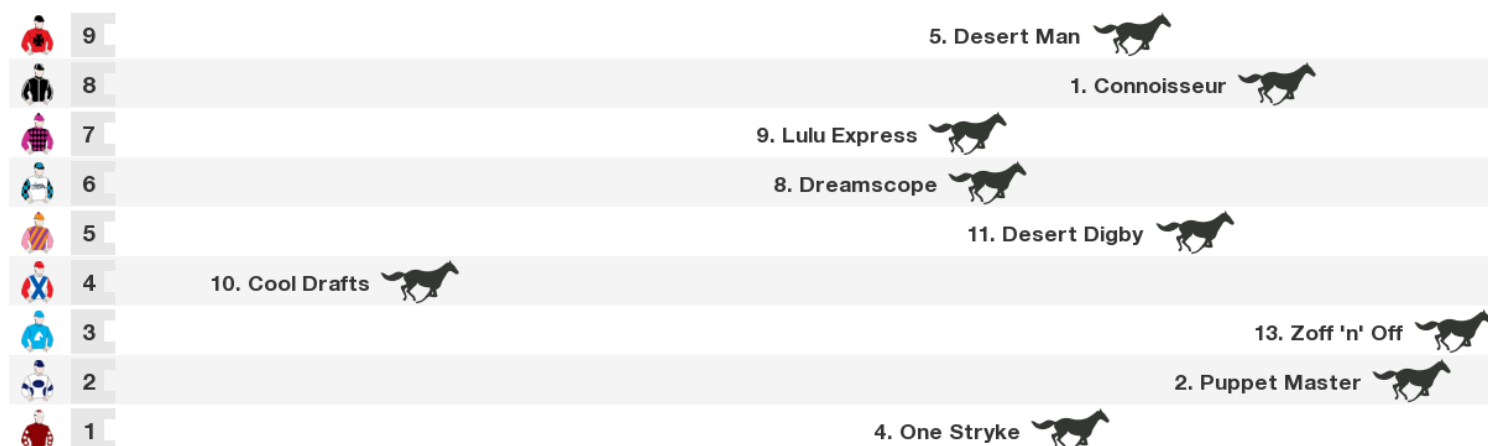 9 5. Desert Man
8 1. Connoisseur
7 9. Lulu Express
6 8. Dreamscope
5 11. Desert Digby
4 10. Cool Drafts
3 13. Zoff 'n' Off
2 2. Puppet Master
1 4. One Stryke